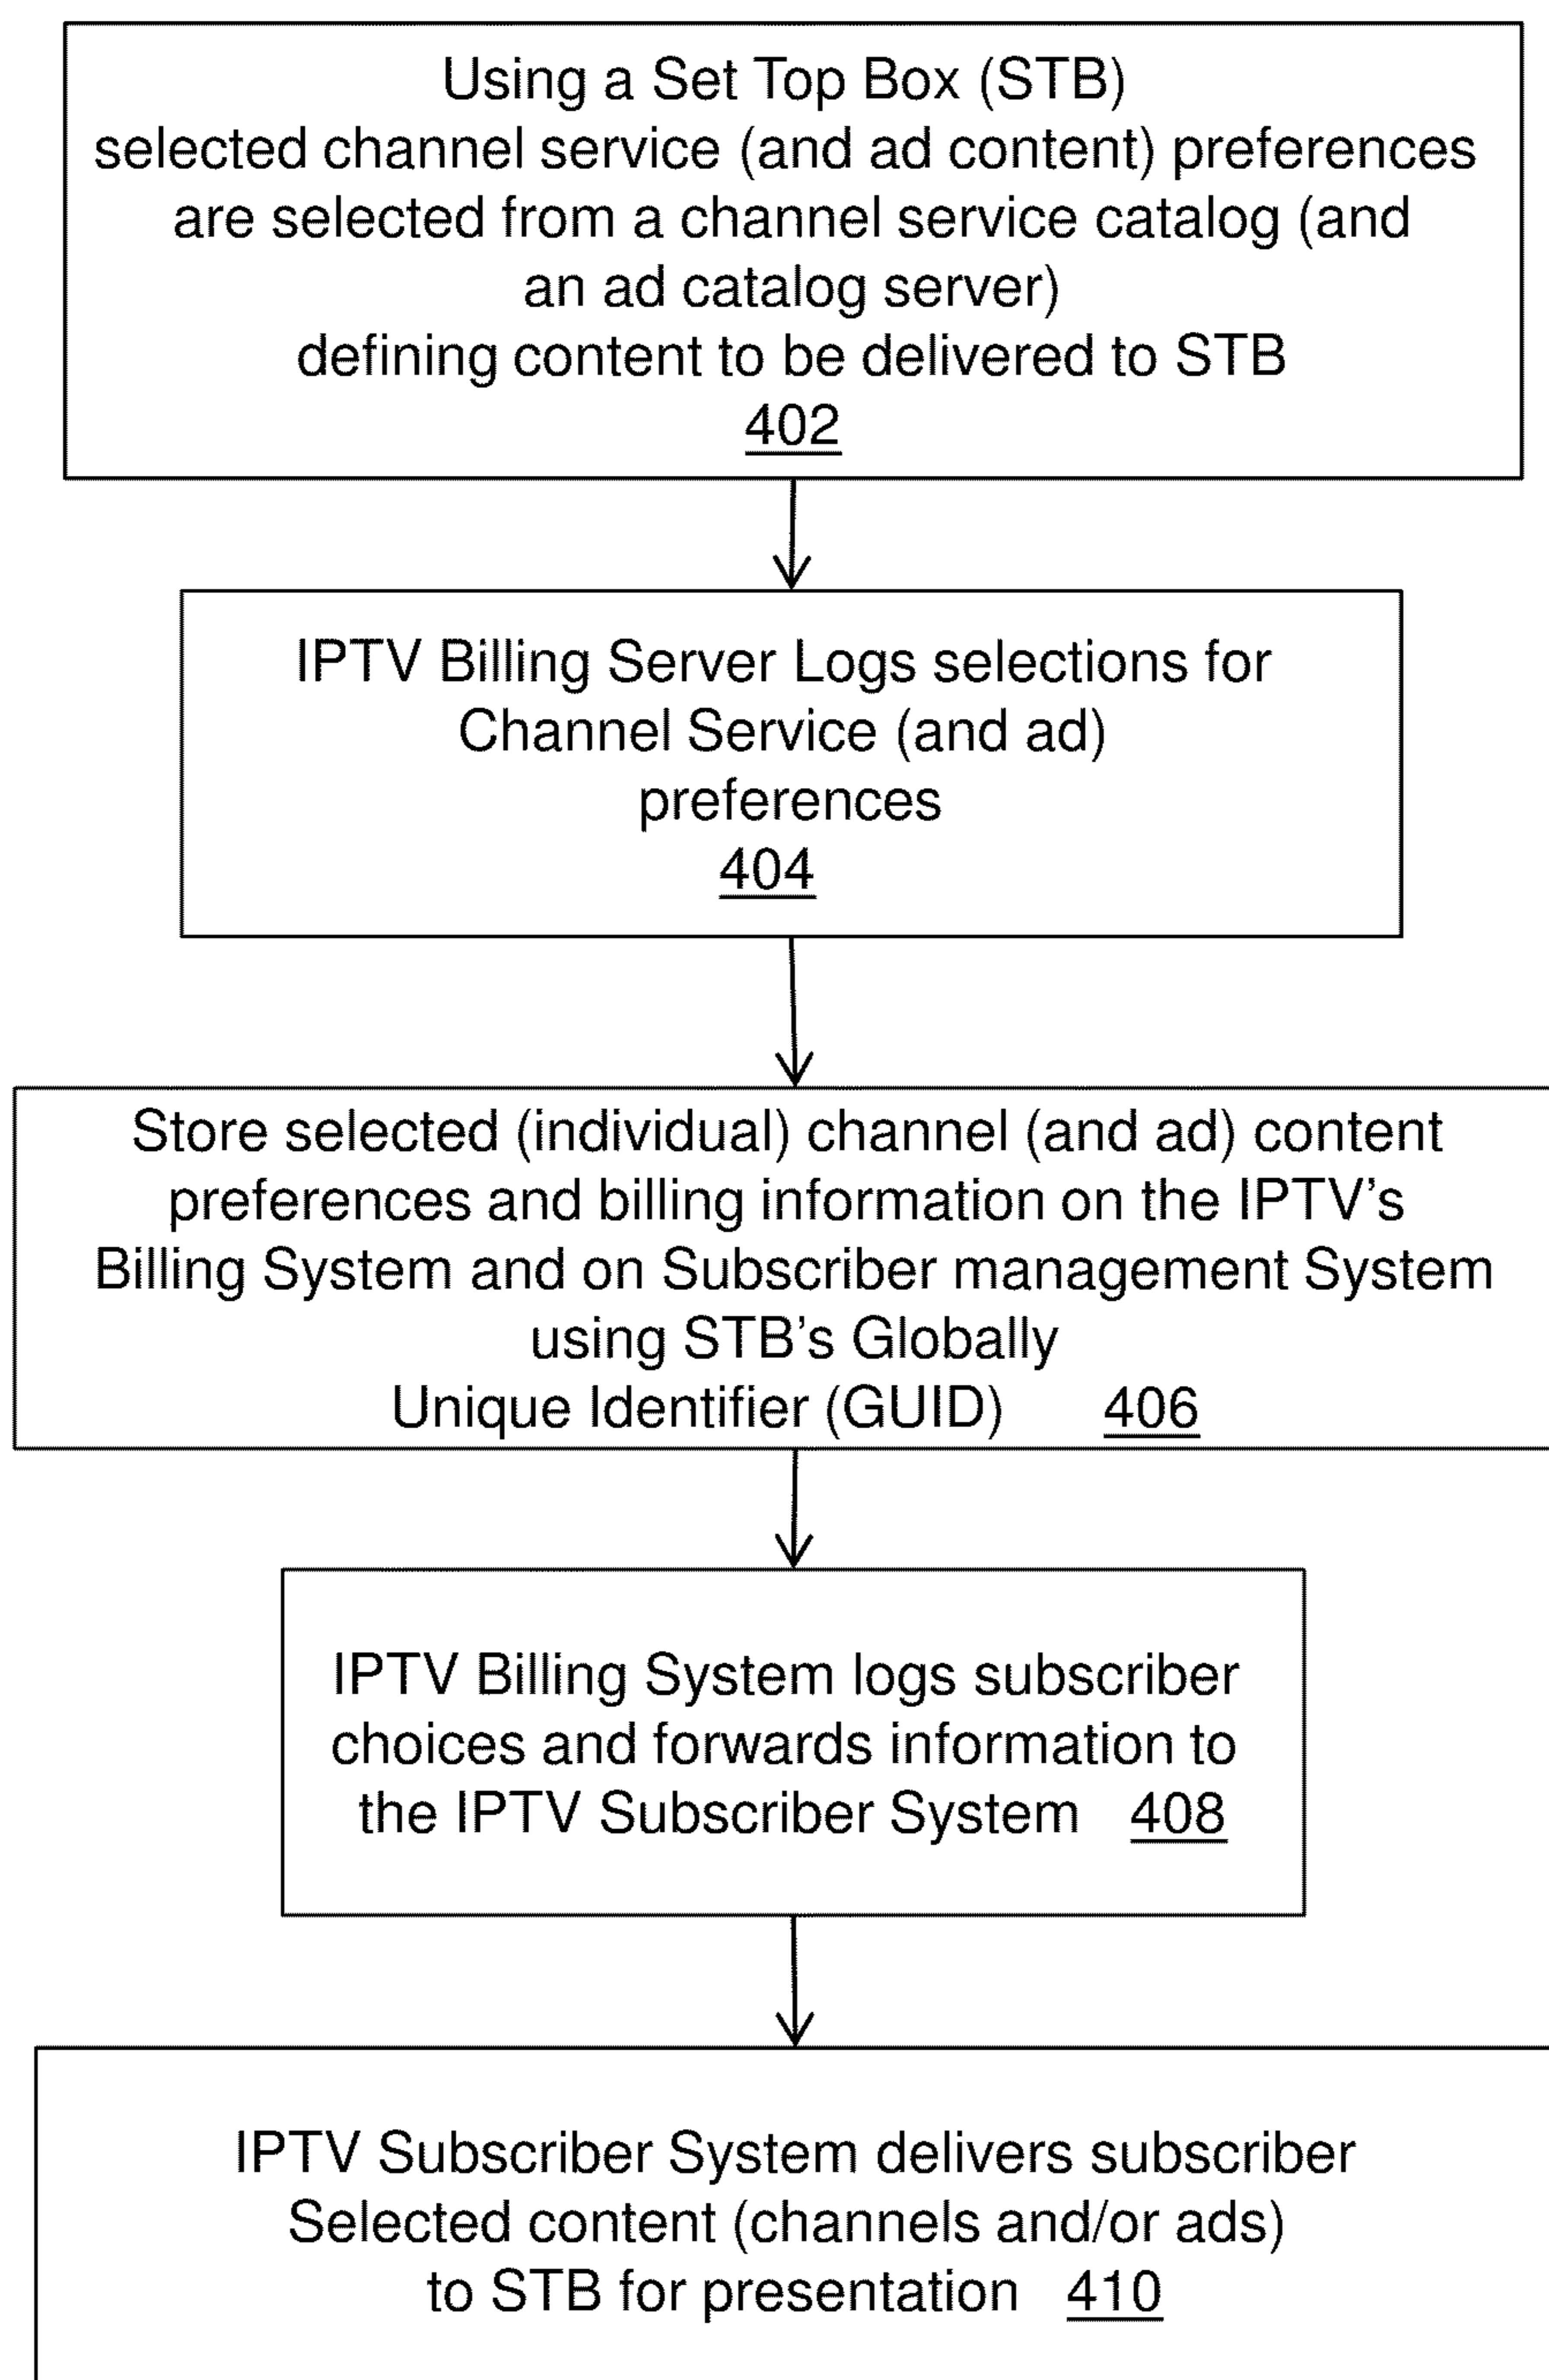 Using a Set Top Box (STB)
selected channel service (and ad content) preferences
are selected from a channel service catalog (and
an ad catalog server)
defining content to be delivered to STB
402
IPTV Billing Server Logs selections for
Channel Service (and ad)
preferences
404
Store selected (individual) channel (and ad) content
preferences and billing information on the IPTV's
Billing System and on Subscriber management System
using STB's Globally
Unique Identifier (GUID) 406
IPTV Billing System logs subscriber
choices and forwards information to
the IPTV Subscriber System 408
IPTV Subscriber System delivers subscriber
Selected content (channels and/or ads)
to STB for presentation 410